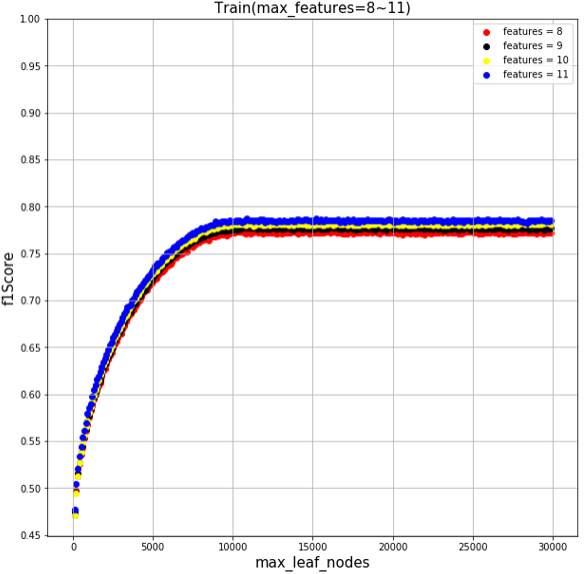 Train(max_features=8~11)
features = 8
features = 9
features = 10
features = 11
f1Score
1.00
0.95
0.90
0.85
0.80
0.75
0.70
0.65
0.60
0.55
0.50
0.45
0 5000 10000 15000 20000 25000 30000
max_leaf_nodes